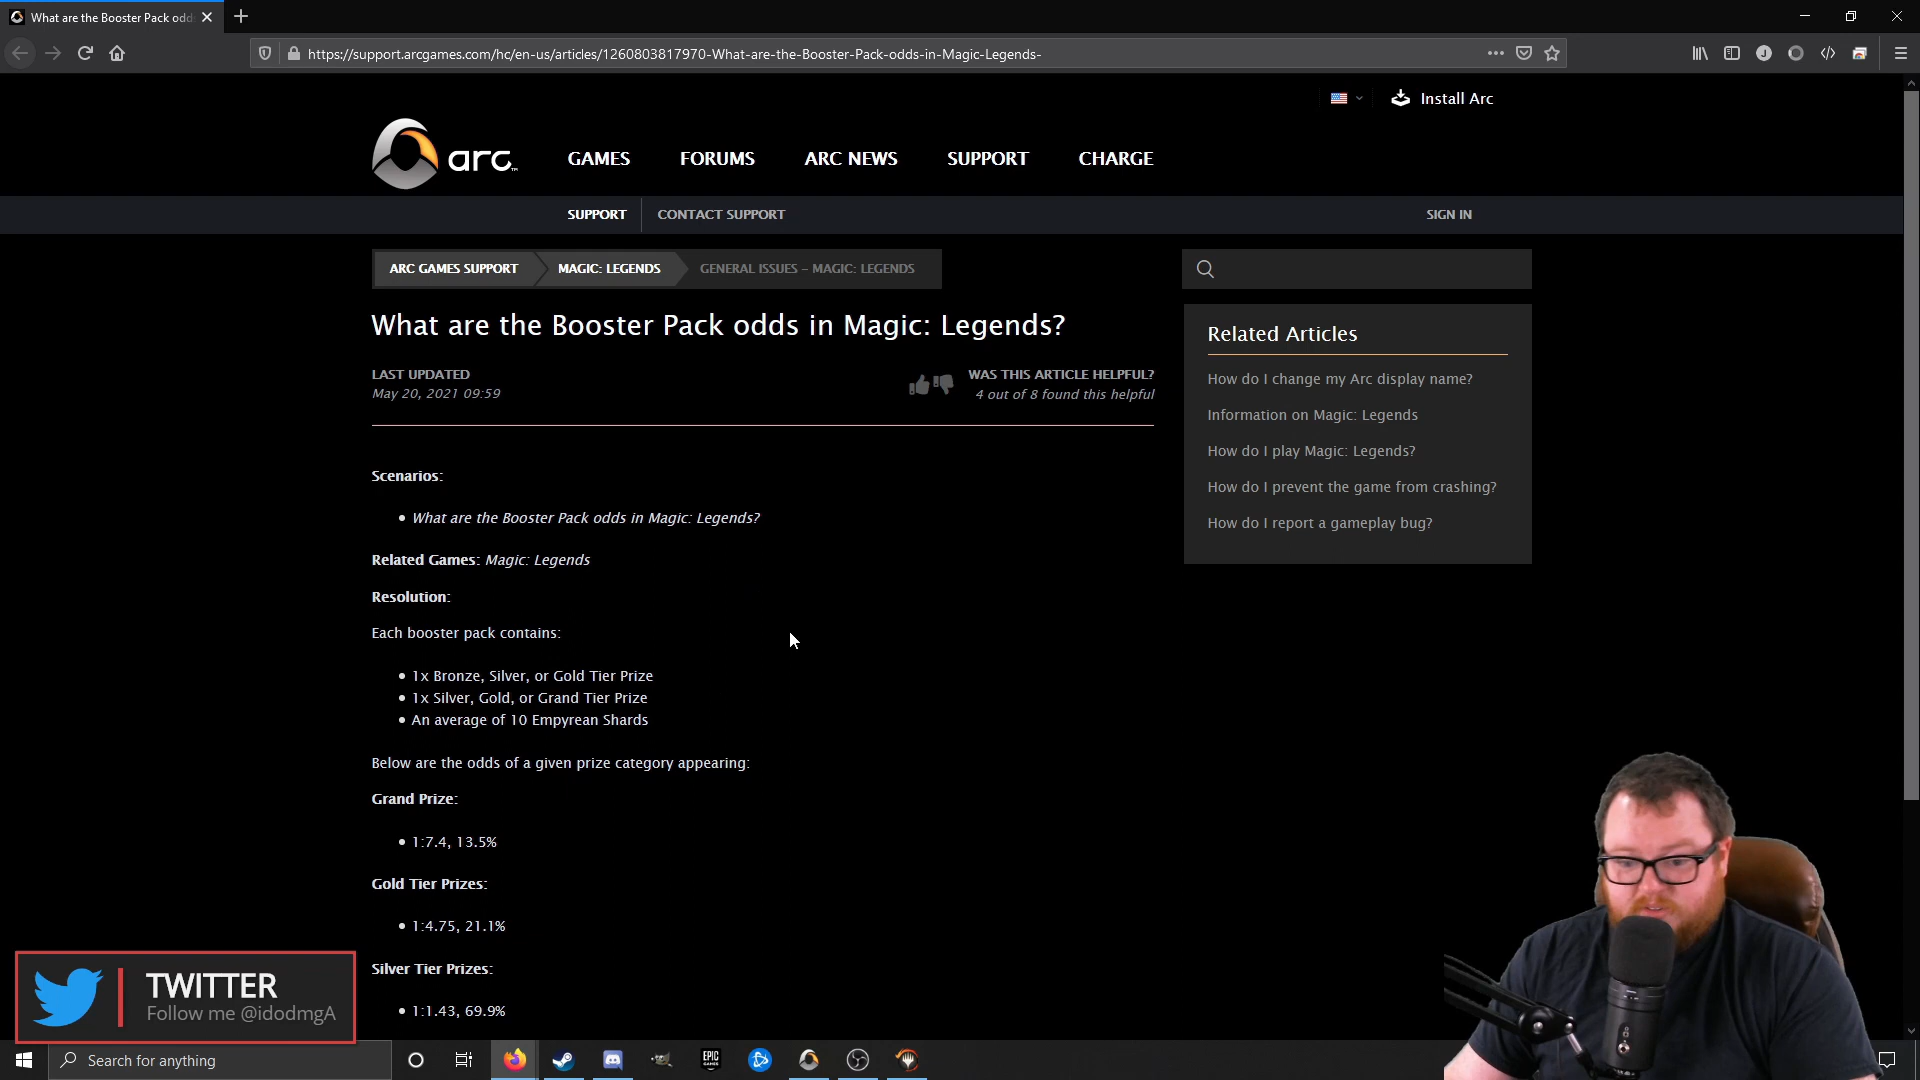 What are the Booster Pack odd
https://support.arcgames.com/hc/en-us/articles/1260803817970-What-are-the-Booster-Pack-odds-in-Magic-Legends-
Install Arc
arc™
GAMES
FORUMS
ARC NEWS
SUPPORT
CHARGE
SUPPORT
CONTACT SUPPORT
SIGN IN
ARC GAMES SUPPORT
MAGIC: LEGENDS
GENERAL ISSUES - MAGIC: LEGENDS
What are the Booster Pack odds in Magic: Legends?
LAST UPDATED
May 20, 2021 09:59
WAS THIS ARTICLE HELPFUL?
4 out of 8 found this helpful
Related Articles
How do I change my Arc display name?
Information on Magic: Legends
How do I play Magic: Legends?
How do I prevent the game from crashing?
How do I report a gameplay bug?
Scenarios:
• What are the Booster Pack odds in Magic: Legends?
Related Games: Magic: Legends
Resolution:
Each booster pack contains:
• 1x Bronze, Silver, or Gold Tier Prize
• 1x Silver, Gold, or Grand Tier Prize
• An average of 10 Empyrean Shards
Below are the odds of a given prize category appearing:
Grand Prize:
• 1:7.4, 13.5%
Gold Tier Prizes:
• 1:4.75, 21.1%
Silver Tier Prizes:
• 1:1.43, 69.9%
TWITTER
Follow me @idodmgA
Search for anything
EPIC GAMES